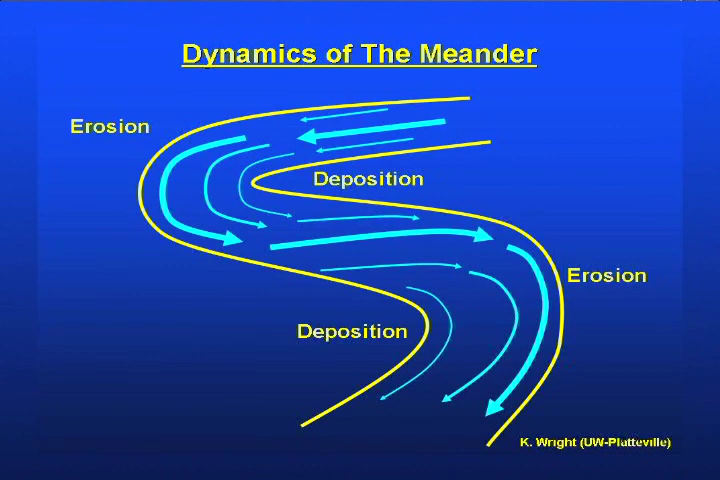 Dynamics of The Meander
Erosion
Deposition
Erosion
Deposition
K. Wright (UW-Platteville)